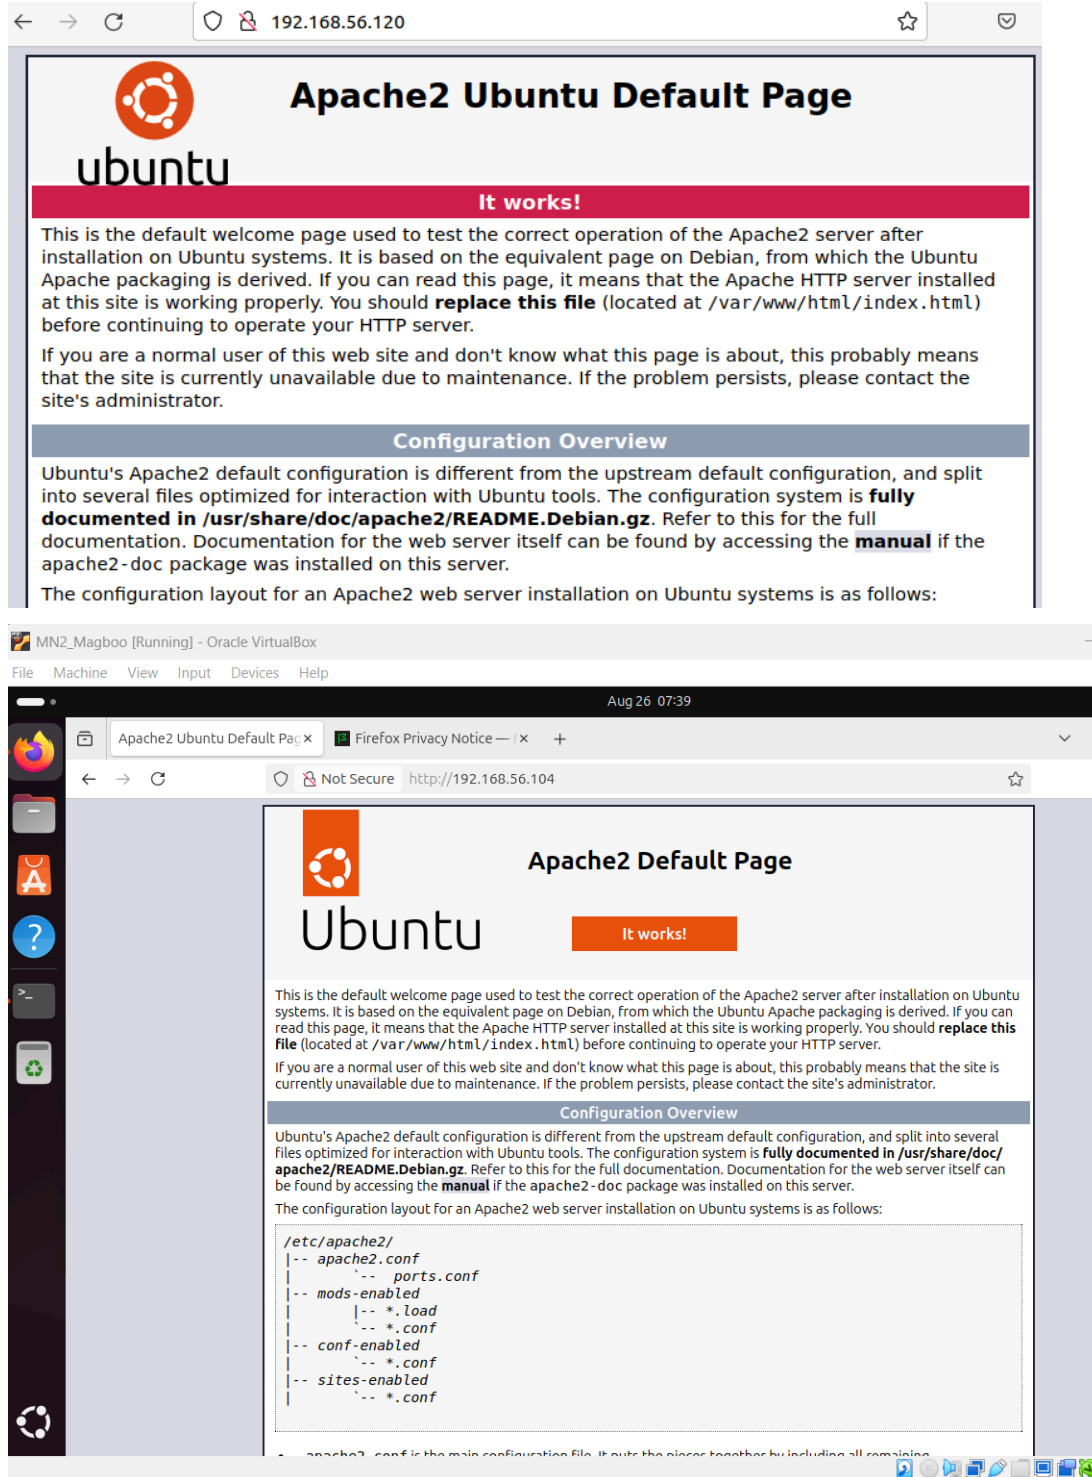 192.168.56.120
Apache2 Ubuntu Default Page
ubuntu
It works!
This is the default welcome page used to test the correct operation of the Apache2 server after
installation on Ubuntu systems. It is based on the equivalent page on Debian, from which the Ubuntu
Apache packaging is derived. If you can read this page, it means that the Apache HTTP server installed
at this site is working properly. You should replace this file (located at /var/www/html/index.html)
before continuing to operate your HTTP server.
If you are a normal user of this web site and don't know what this page is about, this probably means
that the site is currently unavailable due to maintenance. If the problem persists, please contact the
site's administrator.
Configuration Overview
Ubuntu's Apache2 default configuration is different from the upstream default configuration, and split
into several files optimized for interaction with Ubuntu tools. The configuration system is fully
documented in /usr/share/doc/apache2/README.Debian.gz. Refer to this for the full
documentation. Documentation for the web server itself can be found by accessing the manual if the
apache2-doc package was installed on this server.
The configuration layout for an Apache2 web server installation on Ubuntu systems is as follows:
MN2_Magboo [Running] - Oracle VirtualBox
File Machine View Input Devices Help
Aug 26 07:39
Apache2 Ubuntu Default Pag Firefox Privacy Notice —
Not Secure http://192.168.56.104
Apache2 Default Page
Ubuntu
It works!
This is the default welcome page used to test the correct operation of the Apache2 server after installation on Ubuntu
systems. It is based on the equivalent page on Debian, from which the Ubuntu Apache packaging is derived. If you can
read this page, it means that the Apache HTTP server installed at this site is working properly. You should replace this
file (located at /var/www/html/index.html) before continuing to operate your HTTP server.
If you are a normal user of this web site and don't know what this page is about, this probably means that the site is
currently unavailable due to maintenance. If the problem persists, please contact the site's administrator.
Configuration Overview
Ubuntu's Apache2 default configuration is different from the upstream default configuration, and split into several
files optimized for interaction with Ubuntu tools. The configuration system is fully documented in /usr/share/doc/
apache2/README.Debian.gz. Refer to this for the full documentation. Documentation for the web server itself can
be found by accessing the manual if the apache2-doc package was installed on this server.
The configuration layout for an Apache2 web server installation on Ubuntu systems is as follows:
/etc/apache2/
|-- apache2.conf
|       `--  ports.conf
|-- mods-enabled
|       |-- *.load
|       `-- *.conf
|-- conf-enabled
|       `-- *.conf
|-- sites-enabled
|       `-- *.conf
apache2.conf is the main configuration file. It puts the pieces together by including all remaining